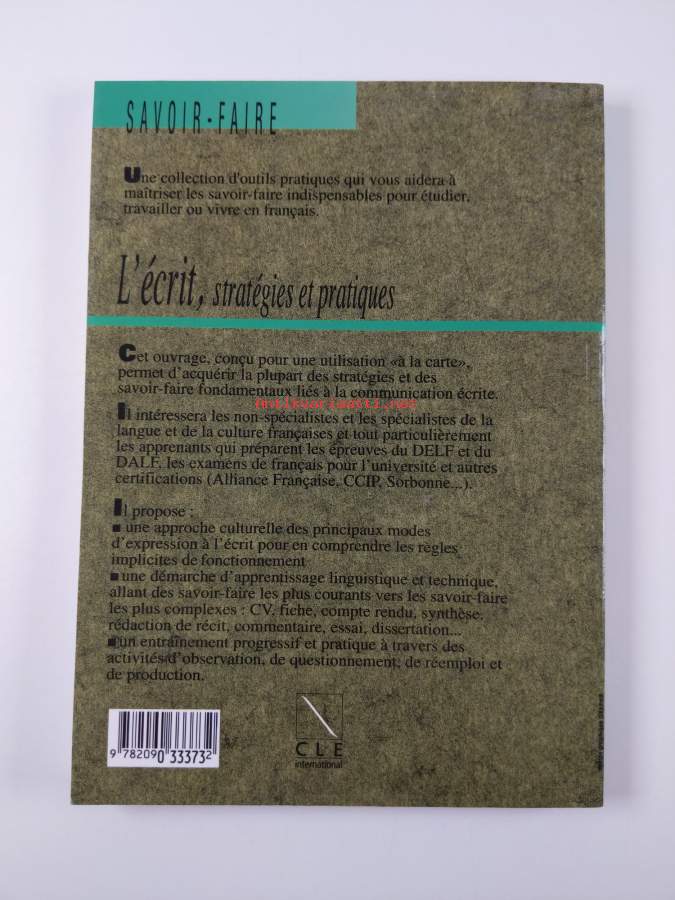 SAVOIR-FAIRE
Une collection d'outils pratiques qui vous aidera à
maîtriser les savoir-faire indispensables pour étudier,
travailler ou vivre en français.
L'écrit, stratégies et pratiques
Cet ouvrage, conçu pour une utilisation «à la carte»,
permet d'acquérir la plupart des stratégies et des
savoir-faire fondamentaux liés à la communication écrite.
antikvariaatti.net
Il intéressera les non-spécialistes et les spécialistes de la
langue et de la culture françaises et tout particulièrement
les apprenants qui préparent les épreuves du DELF et du
DALF, les examens de français pour l'université et autres
certifications (Alliance Française, CCIP, Sorbonne...).
Il propose :
■ une approche culturelle des principaux modes
d'expression à l'écrit pour en comprendre les règles
implicites de fonctionnement
■ une démarche d'apprentissage linguistique et technique,
allant des savoir-faire les plus courants vers les savoir-faire
les plus complexes : CV, fiche, compte rendu, synthèse,
rédaction de récit, commentaire, essai, dissertation...
■ un entraînement progressif et pratique à travers des
activités d'observation, de questionnement, de réemploi et
de production.
9 782090 333732
CLE
international